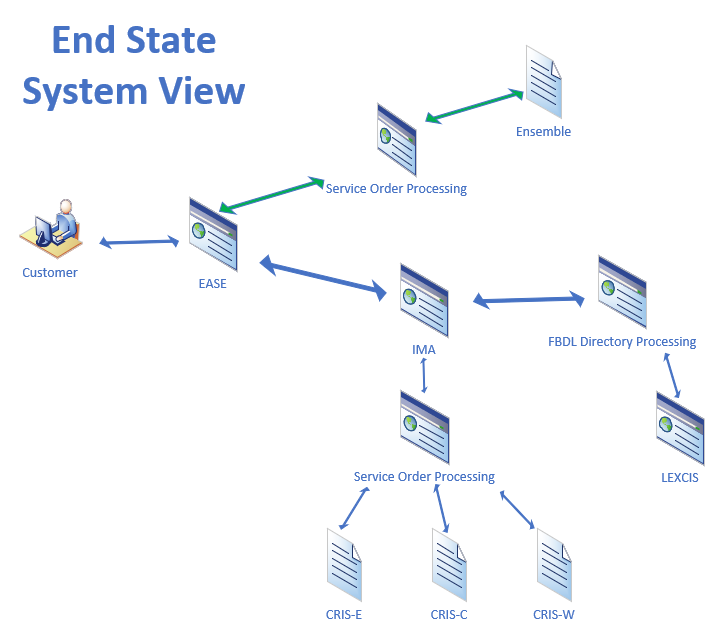 End State
System View
Ensemble
Service Order Processing
Customer
EASE
IMA
FBDL Directory Processing
Service Order Processing
LEXCIS
CRIS-E
CRIS-C
CRIS-W